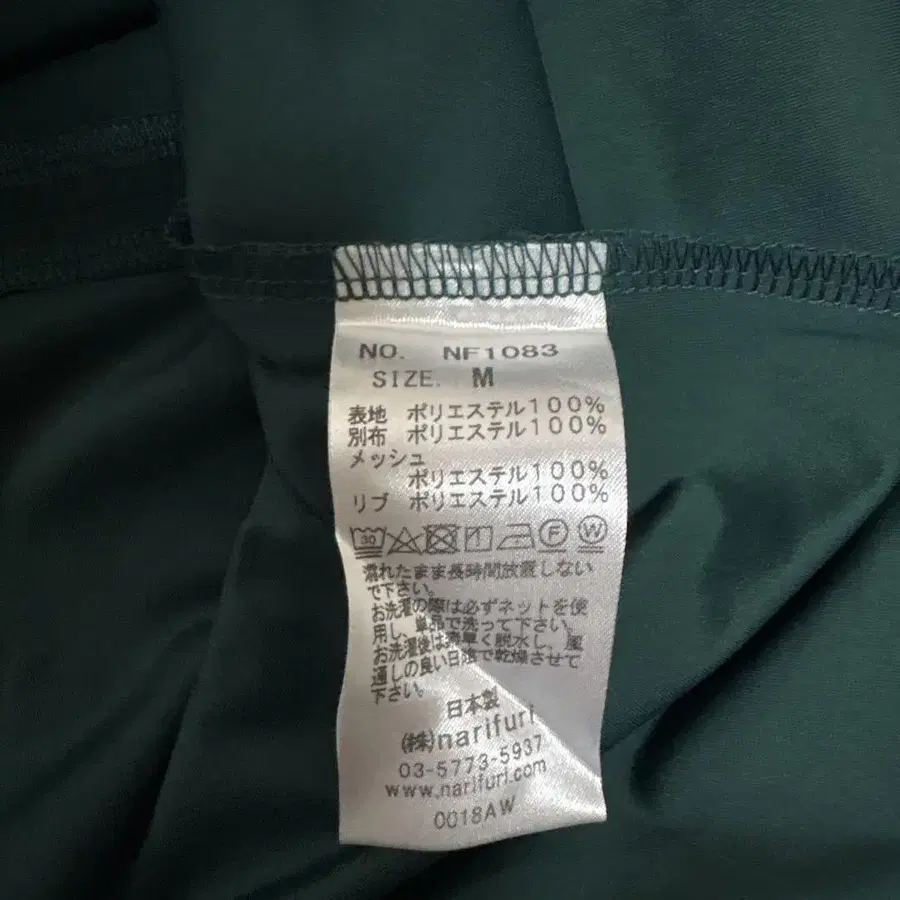 NO. NF1083
SIZE. M
表地 ポリエステル100%
別布 ポリエステル100%
メッシュ
ポリエステル100%
リブ ポリエステル100%
30 F W
濡れたまま長時間放置しない
で下さい。
お洗濯の際は必ずネットを使
用し、単品で洗って下さい。
お洗濯後は素早く脱水し、風
通しの良い日陰で乾燥させて
下さい。
日本製
(株)narifuri
03-5773-5937
www.narifuri.com
0018AW